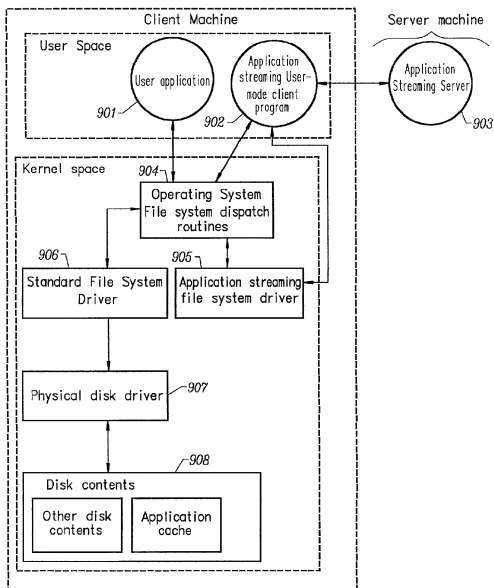 Client Machine
Server machine
User Space
User application
901
Application
streaming User-
mode client
program
902
Application
Streaming Server
903
Kernel space
904
Operating System
File system dispatch
routines
906
Standard File System
Driver
905
Application streaming
file system driver
Physical disk driver
907
908
Disk contents
Other disk
contents
Application
cache